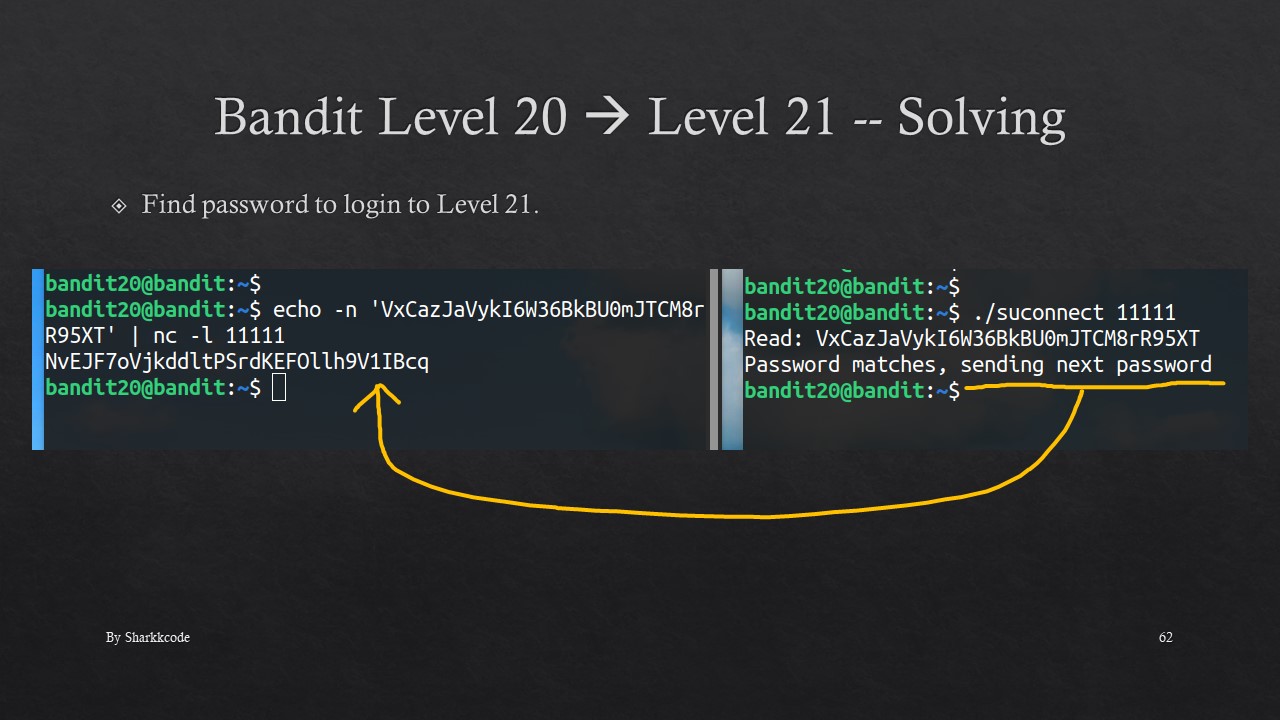 Bandit Level 20 → Level 21 -- Solving
Find password to login to Level 21.
bandit20@bandit:~$
bandit20@bandit:~$ echo -n 'VxCazJaVykI6W36BkBU0mJTCM8r
R95XT' | nc -l 11111
NvEJF7oVjkddltPSrdKEFOllh9V1IBcq
bandit20@bandit:~$
bandit20@bandit:~$
bandit20@bandit:~$ ./suconnect 11111
Read: VxCazJaVykI6W36BkBU0mJTCM8rR95XT
Password matches, sending next password
bandit20@bandit:~$
By Sharkkcode
62